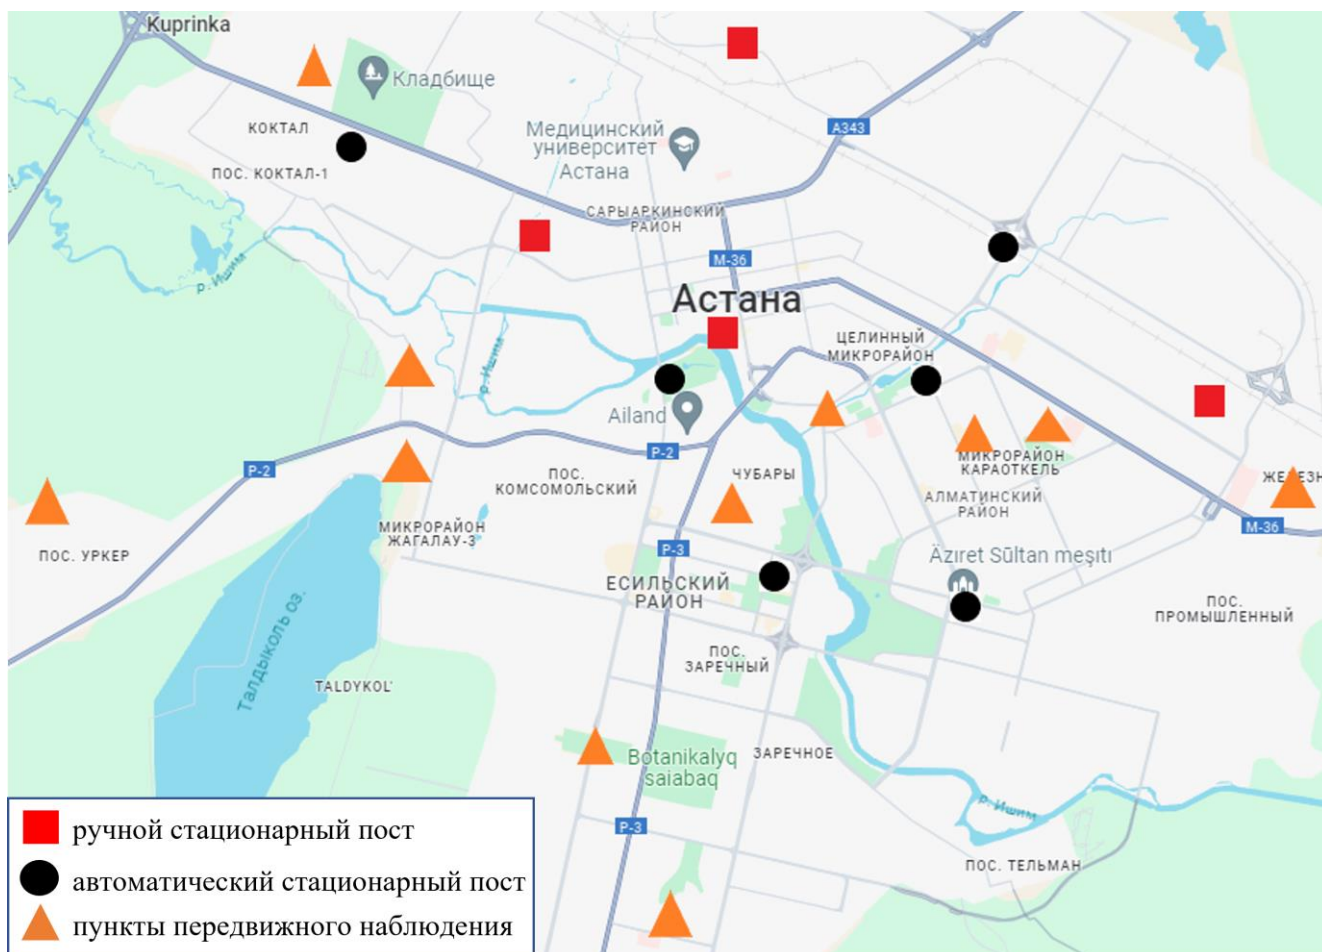 Kuprinka
Кладбище
КОКТАЛ
ПОС. КОКТАЛ-1
Медицинский
университет
Астана
A343
САРЫАРКИНСКИЙ
РАЙОН
р. Ишим
М-36
Астана
ЦЕЛИННЫЙ
МИКРОРАЙОН
р. Ишим
Ailand
Р-2
Р-2
ПОС.
КОМСОМОЛЬСКИЙ
ЧУБАРЫ
МИКРОРАЙОН
КАРАОТКЕЛЬ
ЖЕЛЕЗН
АЛМАТИНСКИЙ
РАЙОН
М-36
МИКРОРАЙОН
ЖАГАЛАУ-3
ПОС. УРКЕР
Р-3
Äzıret Sūltan meşıtı
ЕСИЛЬСКИЙ
РАЙОН
ПОС.
ПРОМЫШЛЕННЫЙ
Талдыколь оз.
ПОС.
ЗАРЕЧНЫЙ
TALDYKOL'
Botanikalyq
saiabaq
ЗАРЕЧНОЕ
р. Ишим
Р-3
ПОС. ТЕЛЬМАН
ручной стационарный пост
автоматический стационарный пост
пункты передвижного наблюдения